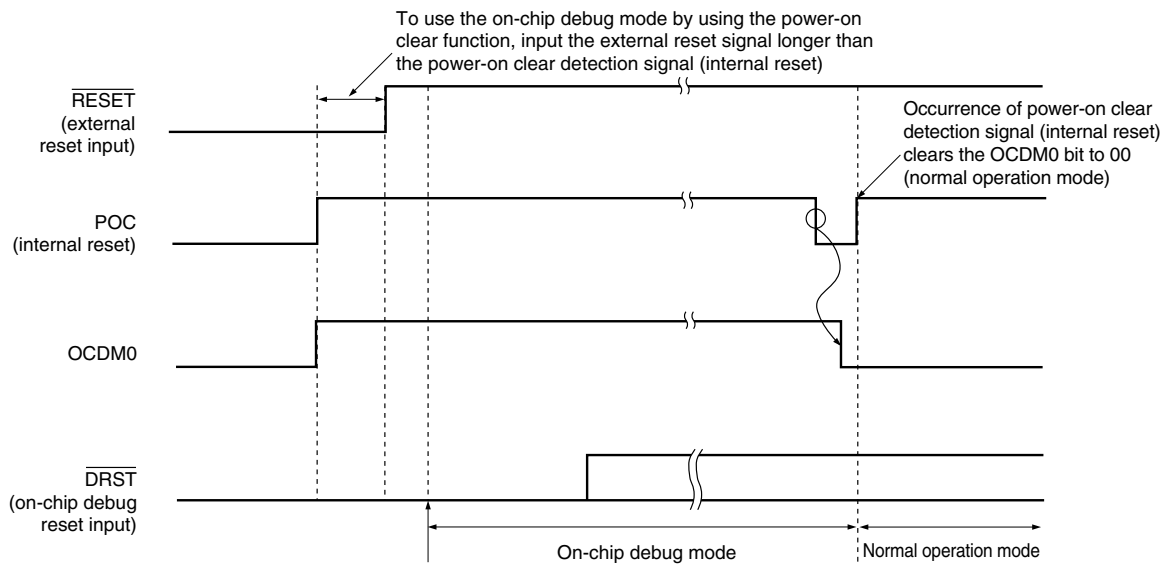 To use the on-chip debug mode by using the power-on
clear function, input the external reset signal longer than
the power-on clear detection signal (internal reset)
RESET
(external
reset input)
Occurrence of power-on clear
detection signal (internal reset)
clears the OCDM0 bit to 00
(normal operation mode)
POC
(internal reset)
OCDM0
DRST
(on-chip debug
reset input)
On-chip debug mode
Normal operation mode